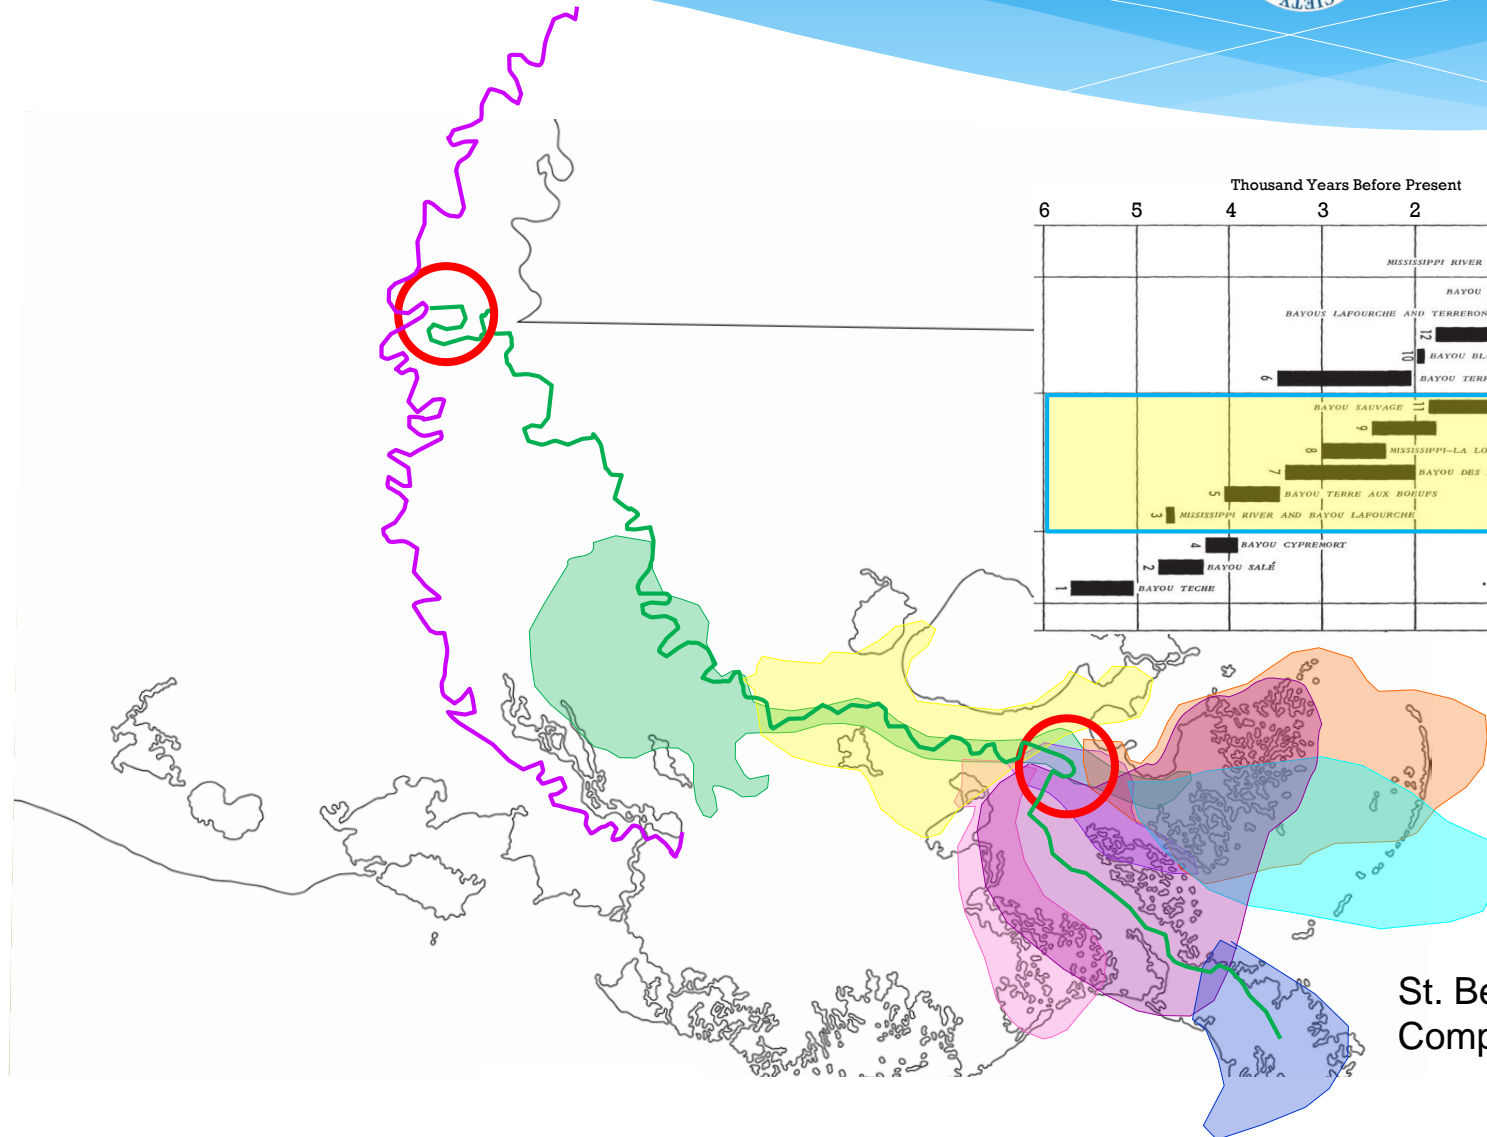 Thousand Years Before Present
6 5 4 3 2
MISSISSIPPI RIVER
BAYOU
BAYOUS LAFOURCHE AND TERREBON
12
10 BAYOU BL
6 BAYOU TERR
BAYOU SAUVAGE 11
9
8 MISSISSIPPI-LA LO
7 BAYOU DES
5 BAYOU TERRE AUX BOEUFS
3 MISSISSIPPI RIVER AND BAYOU LAFOURCHE
4 BAYOU CYPREMORT
2 BAYOU SALÉ
1 BAYOU TECHE
St. Be
Comp